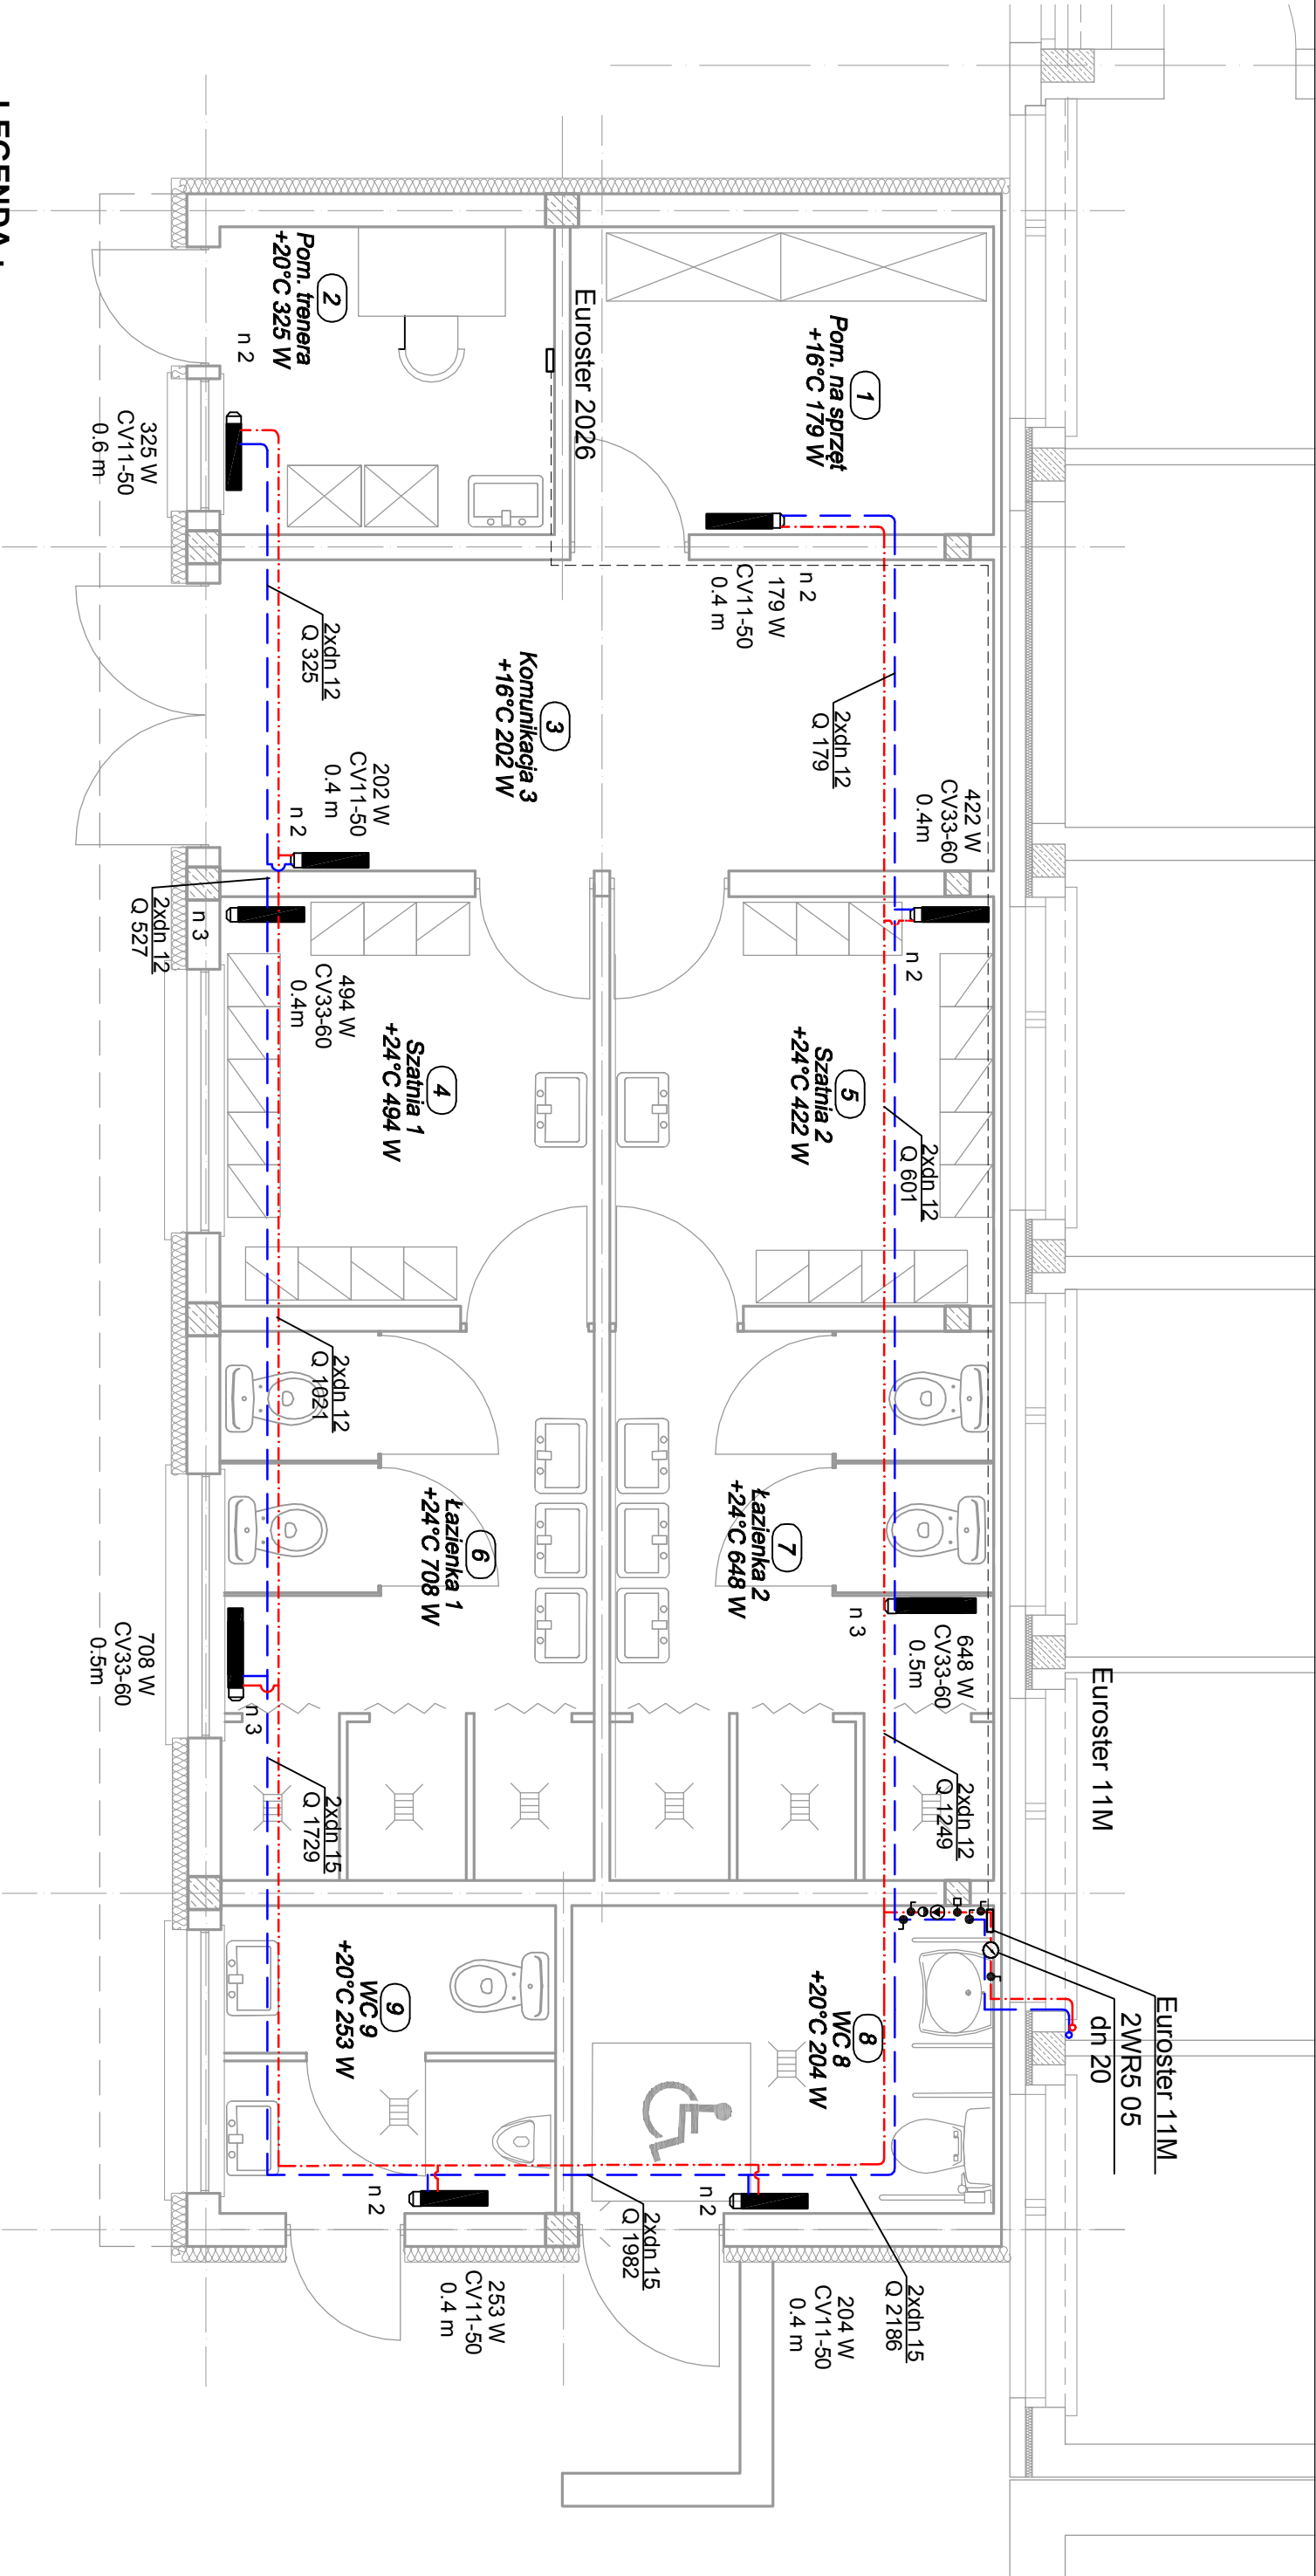 LEGENDA
1
Pom. na sprzęt
+16°C 179 W
2
Pom. trenera
+20°C 325 W
n 2
325 W
CV11-50
0.6 m
Euroster 2026
n 2
179 W
CV11-50
0.4 m
2xdn 12
Q 179
2xdn 12
Q 325
3
Komunikacja 3
+16°C 202 W
202 W
CV11-50
0.4 m
n 2
422 W
CV33-60
0.4m
n 2
2xdn 12
Q 527
n 3
494 W
CV33-60
0.4m
4
Szatnia 1
+24°C 494 W
5
Szatnia 2
+24°C 422 W
2xdn 12
Q 601
2xdn 12
Q 1021
6
Łazienka 1
+24°C 708 W
7
Łazienka 2
+24°C 648 W
n 3
648 W
CV33-60
0.5m
708 W
CV33-60
0.5m
n 3
2xdn 12
Q 1249
2xdn 15
Q 1729
Euroster 11M
Euroster 11M
2WR5 05
dn 20
8
WC 8
+20°C 204 W
9
WC 9
+20°C 253 W
n 2
n 2
2xdn 15
Q 1982
2xdn 15
Q 2186
204 W
CV11-50
0.4 m
253 W
CV11-50
0.4 m